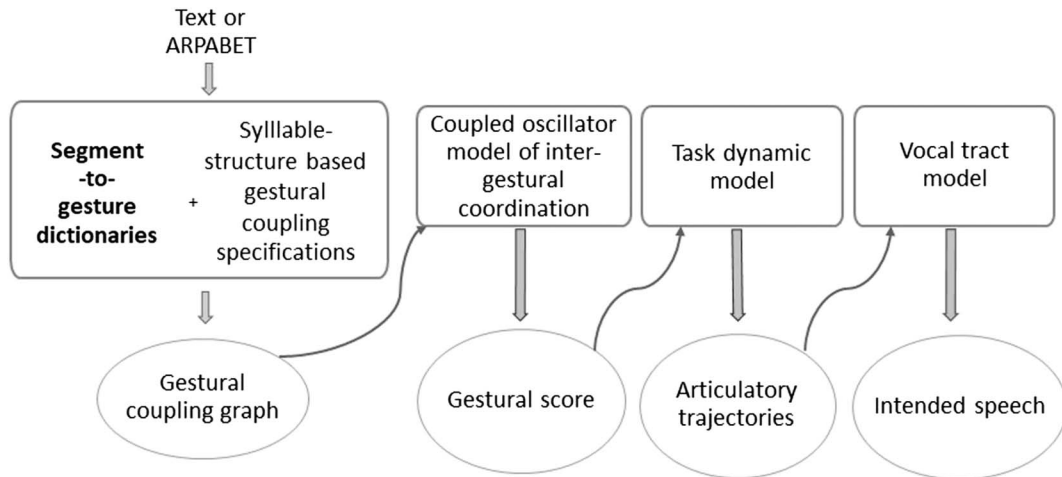 Text or
ARPABET
Segment
-to-
gesture
dictionaries
+
Sylllable-
structure based
gestural
coupling
specifications
Coupled oscillator
model of inter-
gestural
coordination
Task dynamic
model
Vocal tract
model
Gestural
coupling graph
Gestural score
Articulatory
trajectories
Intended speech